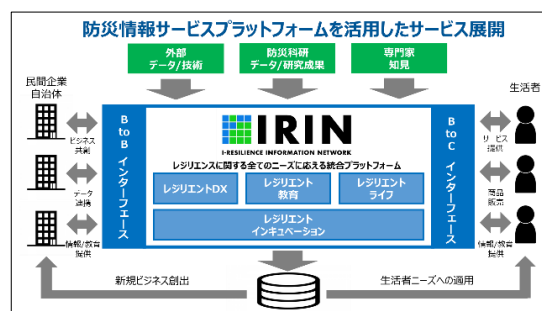 防災情報サービスプラットフォームを活用したサービス展開
外部
データ/技術
防災科研
データ/研究成果
専門家
知見
民間企業
自治体
生活者
BtoBインターフェース
ビジネス
共創
データ
連携
情報/教育
提供
IRIN
I-RESILIENCE INFORMATION NETWORK
レジリエンスに関する全てのニーズに応える統合プラットフォーム
レジリエントDX
レジリエント
教育
レジリエント
ライフ
レジリエント
インキュベーション
BtoCインターフェース
サービス
提供
商品
販売
情報/教育
提供
新規ビジネス創出
生活者ニーズへの適用